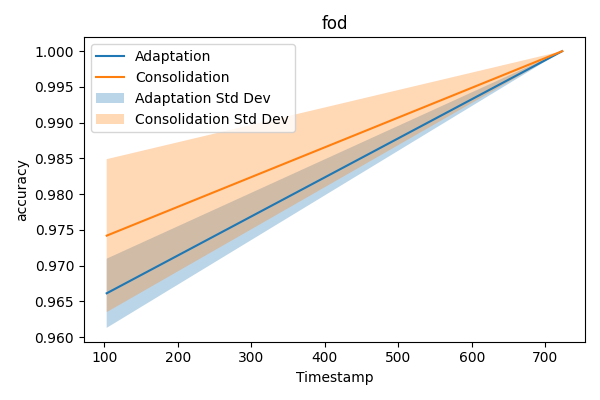 fod
Adaptation
Consolidation
Adaptation Std Dev
Consolidation Std Dev
accuracy
1.000
0.995
0.990
0.985
0.980
0.975
0.970
0.965
0.960
100 200 300 400 500 600 700
Timestamp